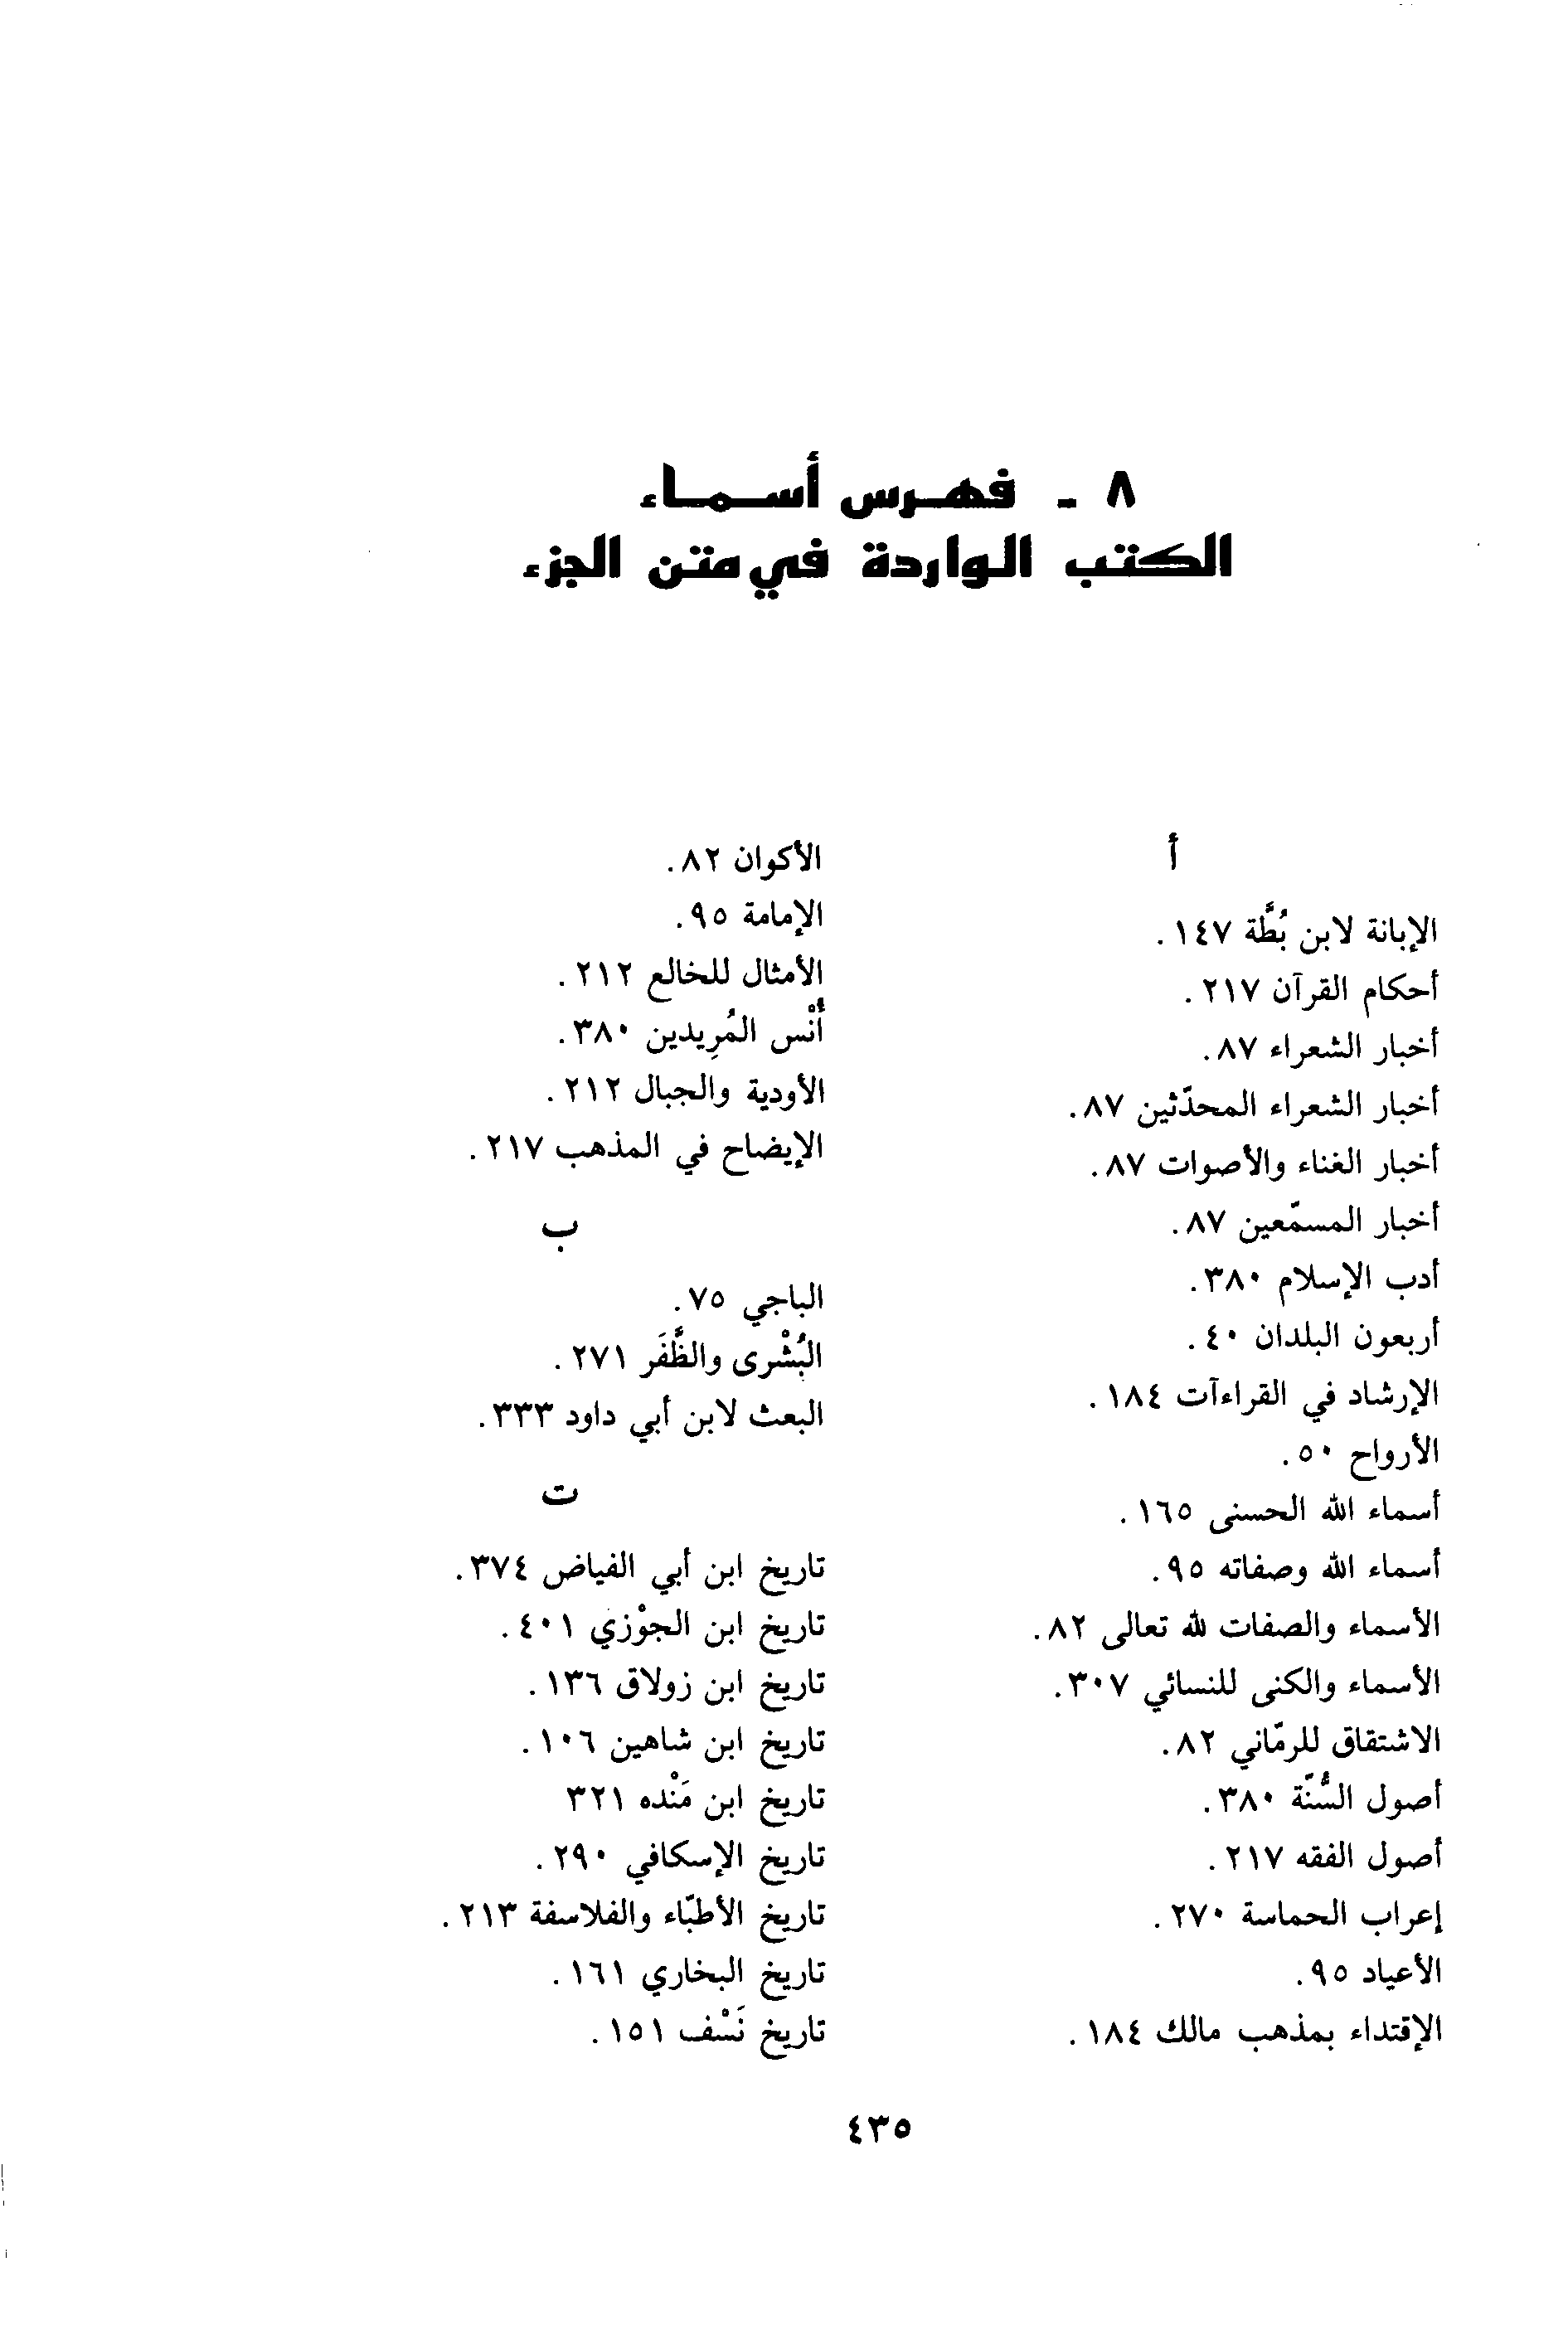 ٨ - فهرس أسماء
الكتب الواردة في متن الجزء
أ
الإبانة لابن بُطَّة ١٤٧.
أحكام القرآن ٢١٧.
أخبار الشعراء ٨٧.
أخبار الشعراء المحدّثين ٨٧.
أخبار الغناء والأصوات ٨٧.
أخبار المسمّعين ٨٧.
أدب الإسلام ٣٨٠.
أربعون البلدان ٤٠.
الإرشاد في القراءآت ١٨٤.
الأرواح ٥٠.
أسماء الله الحسنى ١٦٥.
أسماء الله وصفاته ٩٥.
الأسماء والصفات لله تعالى ٨٢.
الأسماء والكنى للنسائي ٣٠٧.
الاشتقاق للرمّاني ٨٢.
أصول السُّنّة ٣٨٠.
أصول الفقه ٢١٧.
إعراب الحماسة ٢٧٠.
الأعياد ٩٥.
الإقتداء بمذهب مالك ١٨٤.
الأكوان ٨٢.
الإمامة ٩٥.
الأمثال للخالع ٢١٢.
أُنْس المُرِيدين ٣٨٠.
الأودية والجبال ٢١٢.
الإيضاح في المذهب ٢١٧.
ب
الباجي ٧٥.
البُشْرى والظَّفَر ٢٧١.
البعث لابن أبي داود ٣٣٣.
ت
تاريخ ابن أبي الفياض ٣٧٤.
تاريخ ابن الجوْزي ٤٠١.
تاريخ ابن زولاق ١٣٦.
تاريخ ابن شاهين ١٠٦.
تاريخ ابن مَنْده ٣٢١
تاريخ الإسكافي ٢٩٠.
تاريخ الأطبّاء والفلاسفة ٢١٣.
تاريخ البخاري ١٦١.
تاريخ نَسْف ١٥١.
٤٣٥